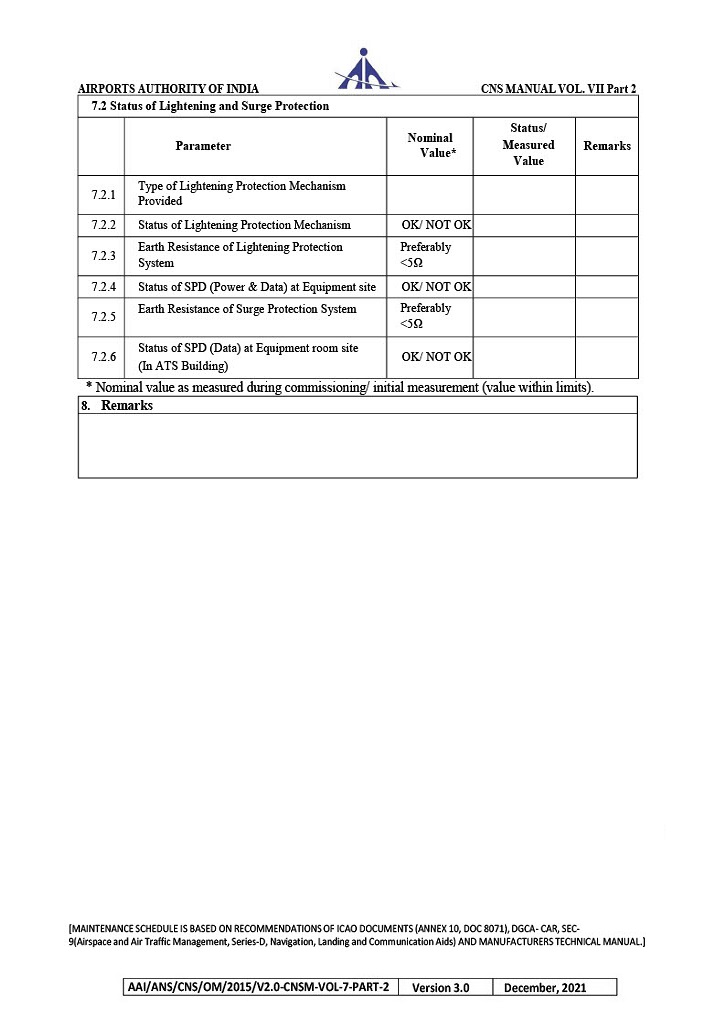 AIRPORTS AUTHORITY OF INDIA CNS MANUAL VOL. VII Part 2
7.2 Status of Lightening and Surge Protection
Parameter
Nominal
Value*
Status/
Measured
Value
Remarks
7.2.1
Type of Lightening Protection Mechanism
Provided
7.2.2 Status of Lightening Protection Mechanism OK/ NOT OK
7.2.3
Earth Resistance of Lightening Protection
System
Preferably
<5Ω
7.2.4 Status of SPD (Power & Data) at Equipment site OK/ NOT OK
7.2.5
Earth Resistance of Surge Protection System
Preferably
<5Ω
7.2.6
Status of SPD (Data) at Equipment room site
(In ATS Building)
OK/ NOT OK
* Nominal value as measured during commissioning/ initial measurement (value within limits).
8. Remarks
[MAINTENANCE SCHEDULE IS BASED ON RECOMMENDATIONS OF ICAO DOCUMENTS (ANNEX 10, DOC 8071), DGCA- CAR, SEC-
9(Airspace and Air Traffic Management, Series-D, Navigation, Landing and Communication Aids) AND MANUFACTURERS TECHNICAL MANUAL.]
AAI/ANS/CNS/OM/2015/V2.0-CNSM-VOL-7-PART-2 Version 3.0 December, 2021